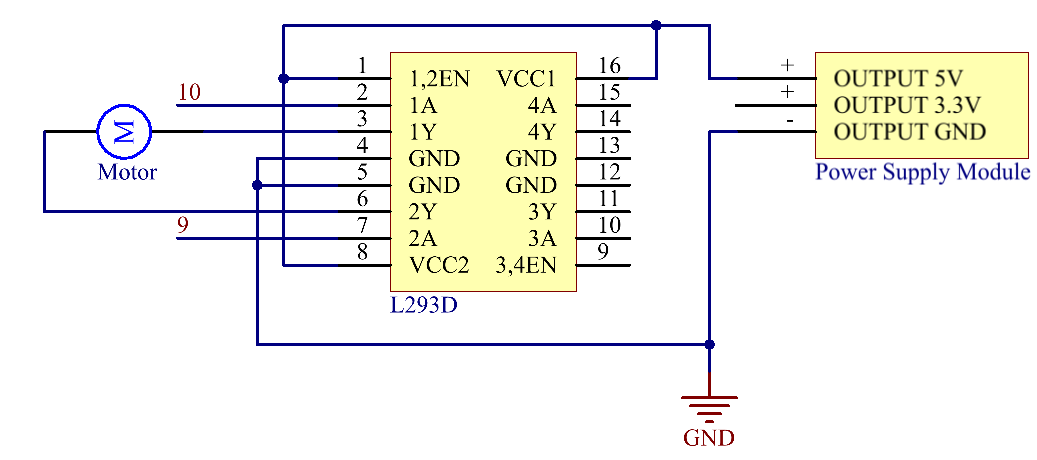 1 1,2EN VCC1 16
+ OUTPUT 5V
10 2 1A 4A 15
+ OUTPUT 3.3V
M 3 1Y 4Y 14
- OUTPUT GND
4 GND GND 13
Motor
Power Supply Module
5 GND GND 12
6 2Y 3Y 11
9 7 2A 3A 10
8 VCC2 3,4EN 9
L293D
GND